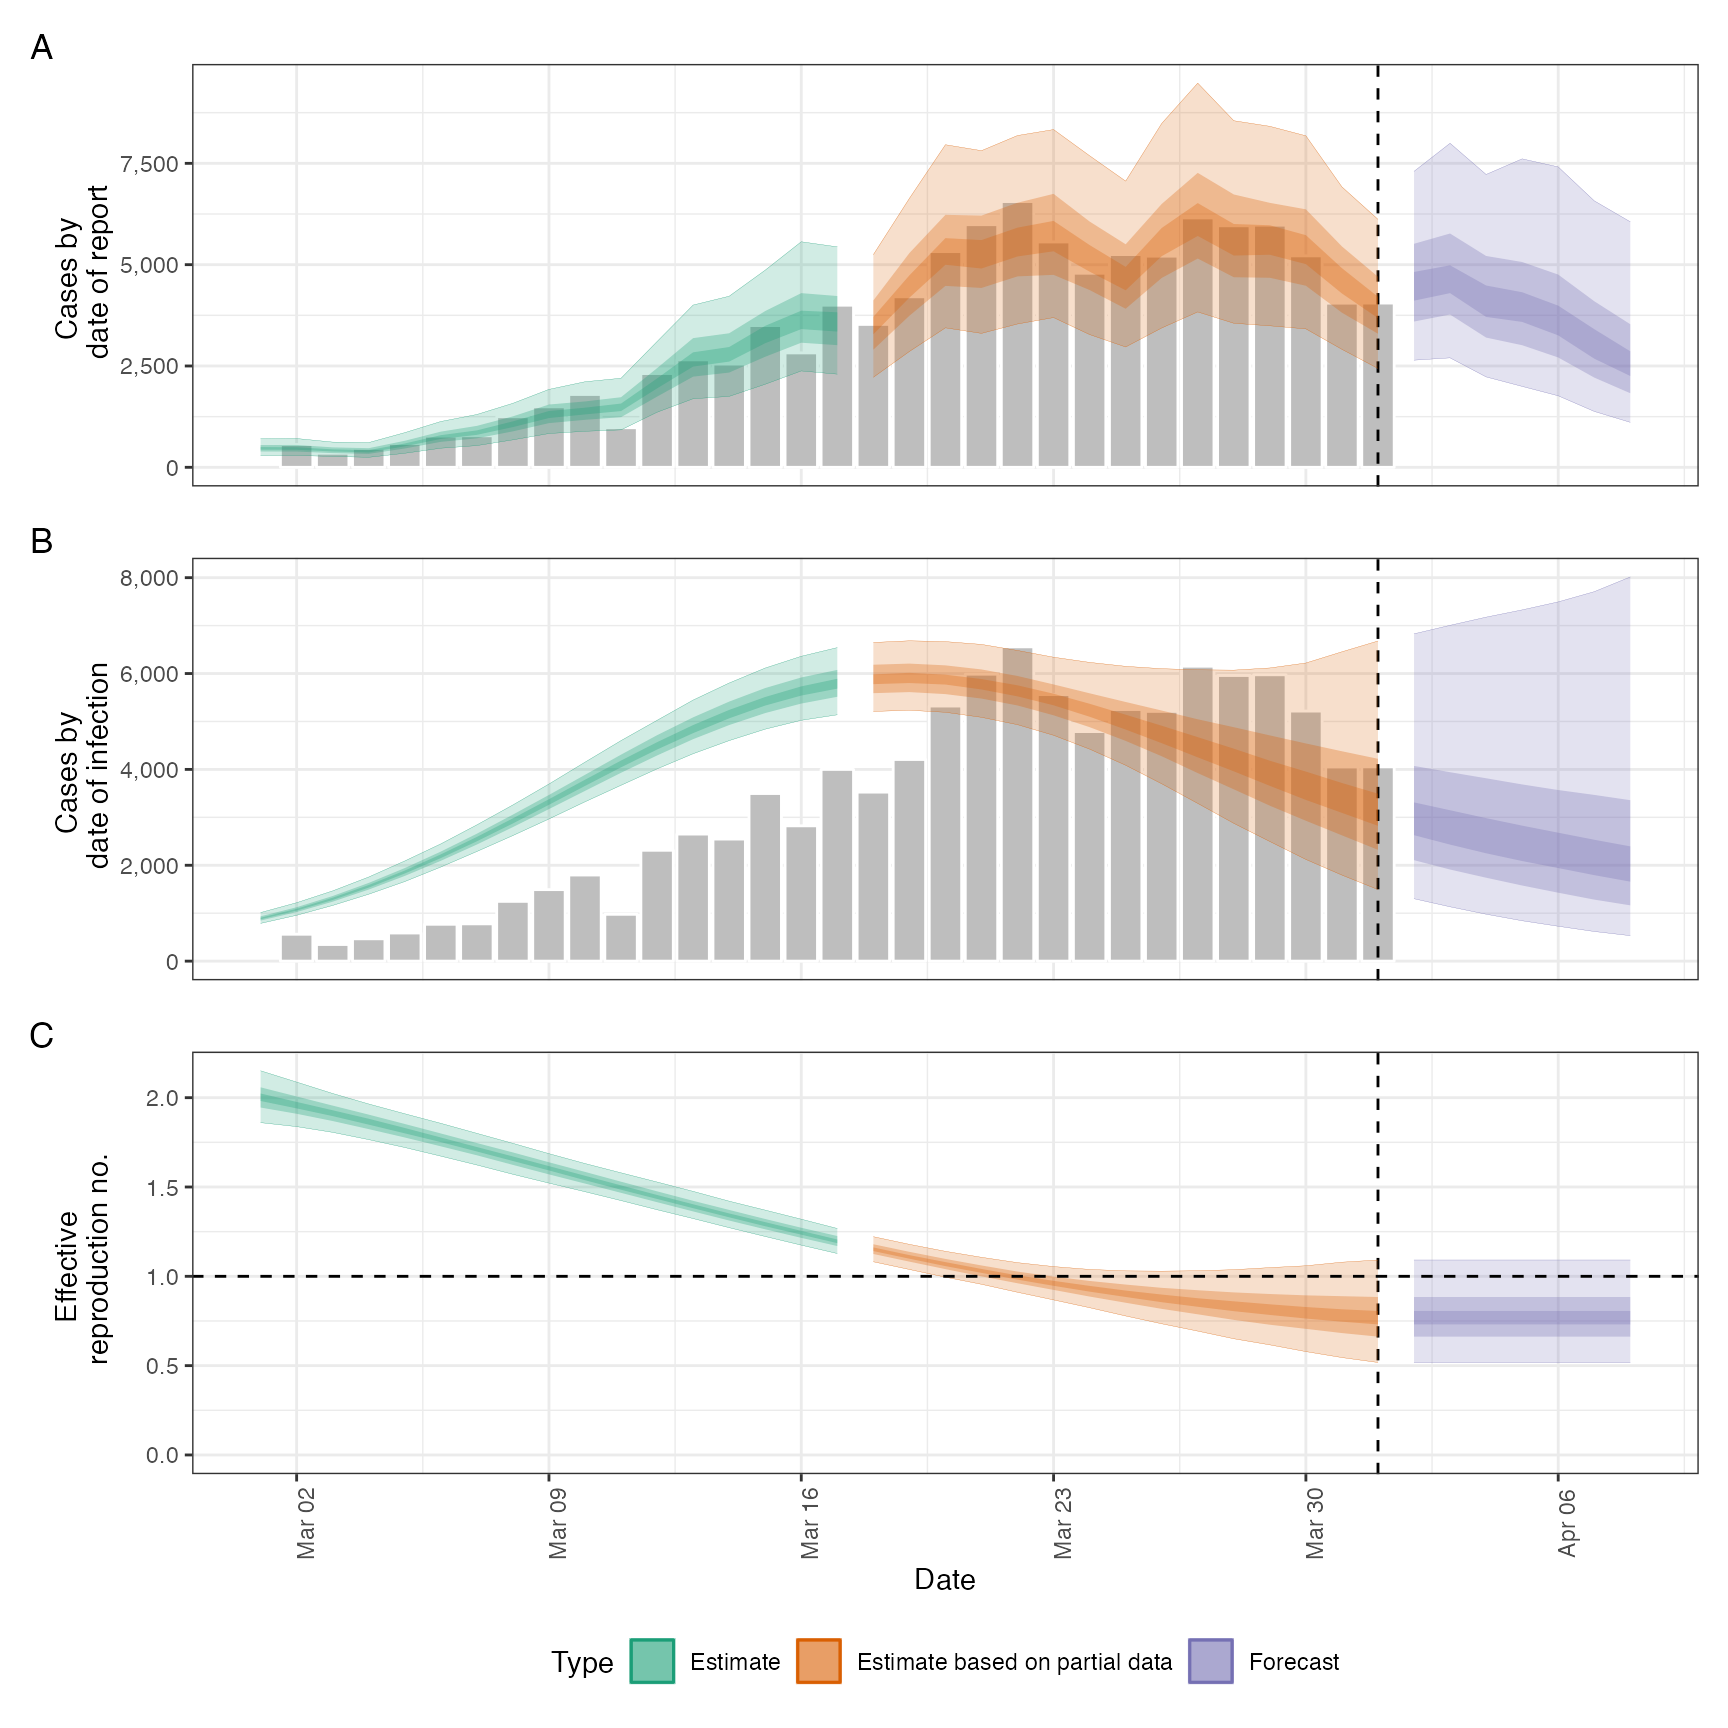 A
Cases by
date of report
7,500
5,000
2,500
0
B
Cases by
date of infection
8,000
6,000
4,000
2,000
0
C
Effective
reproduction no.
2.0
1.5
1.0
0.5
0.0
Mar 02
Mar 09
Mar 16
Mar 23
Mar 30
Apr 06
Date
Type
Estimate
Estimate based on partial data
Forecast